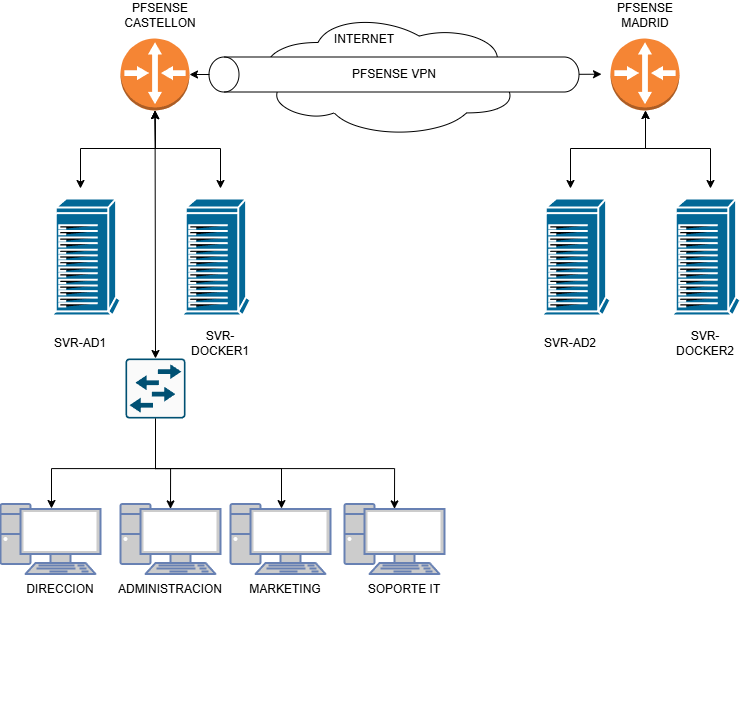 PFSENSE
CASTELLON
PFSENSE
MADRID
INTERNET
PFSENSE VPN
SVR-AD1
SVR-
DOCKER1
SVR-AD2
SVR-
DOCKER2
DIRECCION
ADMINISTRACION
MARKETING
SOPORTE IT